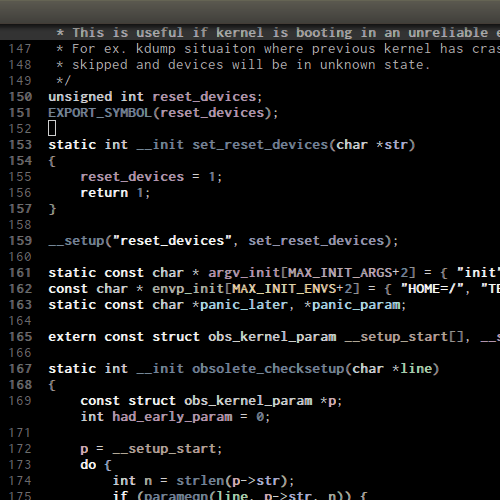 * This is useful if kernel is booting in an unreliable
147 * For ex. kdump situaiton where previous kernel has
148 * skipped and devices will be in unknown state.
149 */
150 unsigned int reset_devices;
151 EXPORT_SYMBOL(reset_devices);
152
153 static int __init set_reset_devices(char *str)
154 {
155 reset_devices = 1;
156 return 1;
157 }
158
159 __setup("reset_devices", set_reset_devices);
160
161 static const char * argv_init[MAX_INIT_ARGS+2] = { "init"
162 const char * envp_init[MAX_INIT_ENVS+2] = { "HOME=/", "TE
163 static const char *panic_later, *panic_param;
164
165 extern const struct obs_kernel_param __setup_start[], __s
166
167 static int __init obsolete_checksetup(char *line)
168 {
169 const struct obs_kernel_param *p;
int had_early_param = 0;
171
172 p = __setup_start;
173 do {
174 int n = strlen(p->str);
175 if (parameqn(line, p->str, n)) {